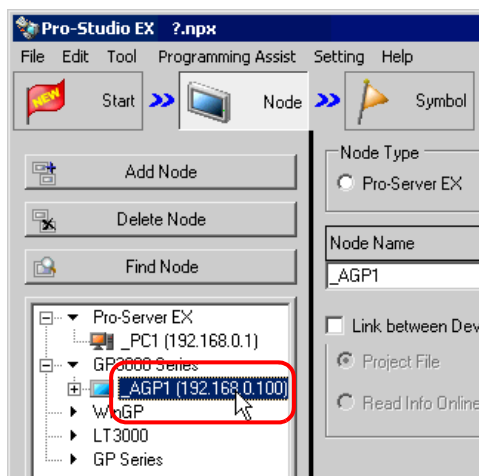 Pro-Studio EX ?.npx
File Edit Tool Programming Assist Setting Help
NEW Start Node Symbol
Add Node
Delete Node
Find Node
Pro-Server EX
_PC1 (192.168.0.1)
GP3000 Series
_AGP1 (192.168.0.100)
WinGP
LT3000
GP Series
Node Type
Pro-Server EX
Node Name
_AGP1
Link between Dev
Project File
Read Info Online